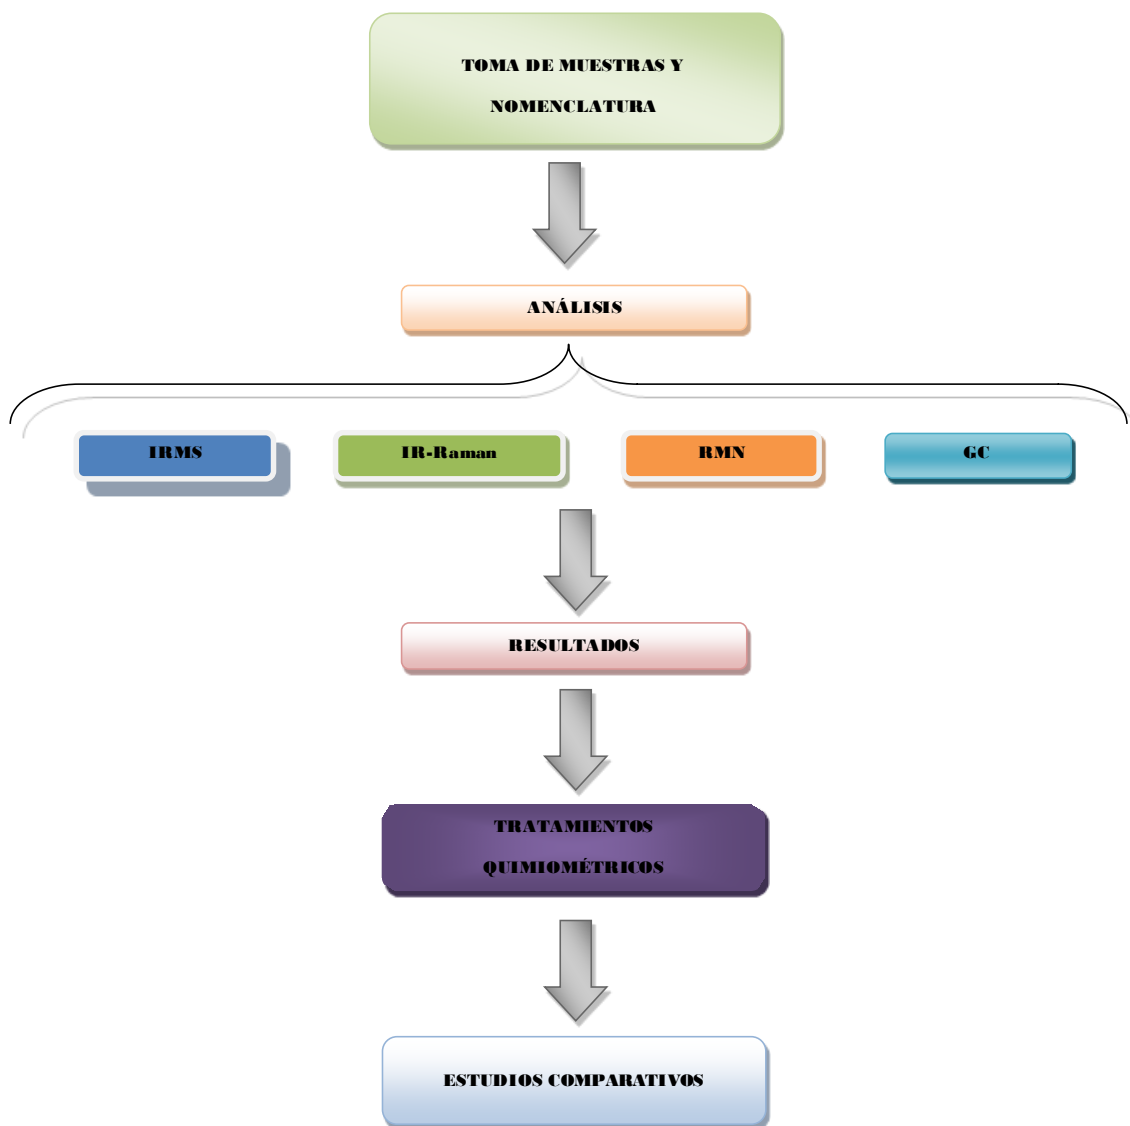 TOMA DE MUESTRAS Y
NOMENCLATURA
ANÁLISIS
IRMS
IR-Raman
RMN
GC
RESULTADOS
TRATAMIENTOS
QUIMIOMÉTRICOS
ESTUDIOS COMPARATIVOS